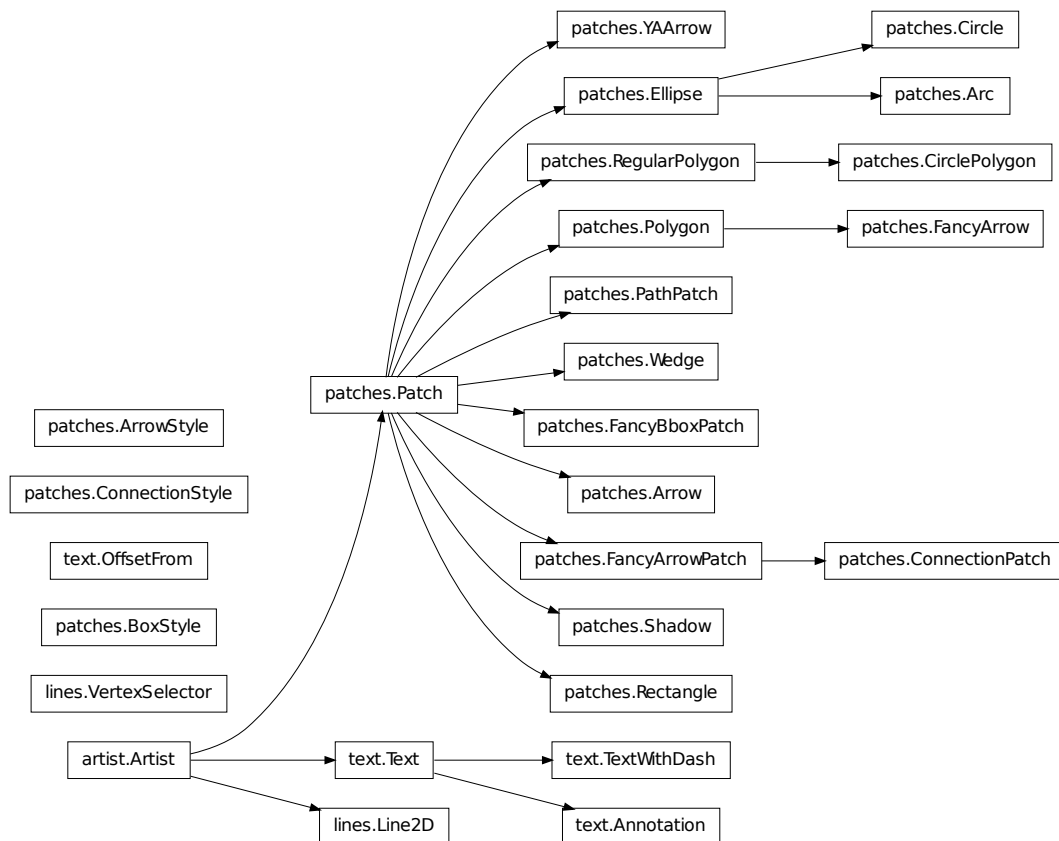 patches.YAArrow
patches.Circle
patches.Ellipse
patches.Arc
patches.RegularPolygon
patches.CirclePolygon
patches.Polygon
patches.FancyArrow
patches.PathPatch
patches.Wedge
patches.Patch
patches.ArrowStyle
patches.FancyBboxPatch
patches.ConnectionStyle
patches.Arrow
text.OffsetFrom
patches.FancyArrowPatch
patches.ConnectionPatch
patches.BoxStyle
patches.Shadow
lines.VertexSelector
patches.Rectangle
artist.Artist
text.Text
text.TextWithDash
lines.Line2D
text.Annotation